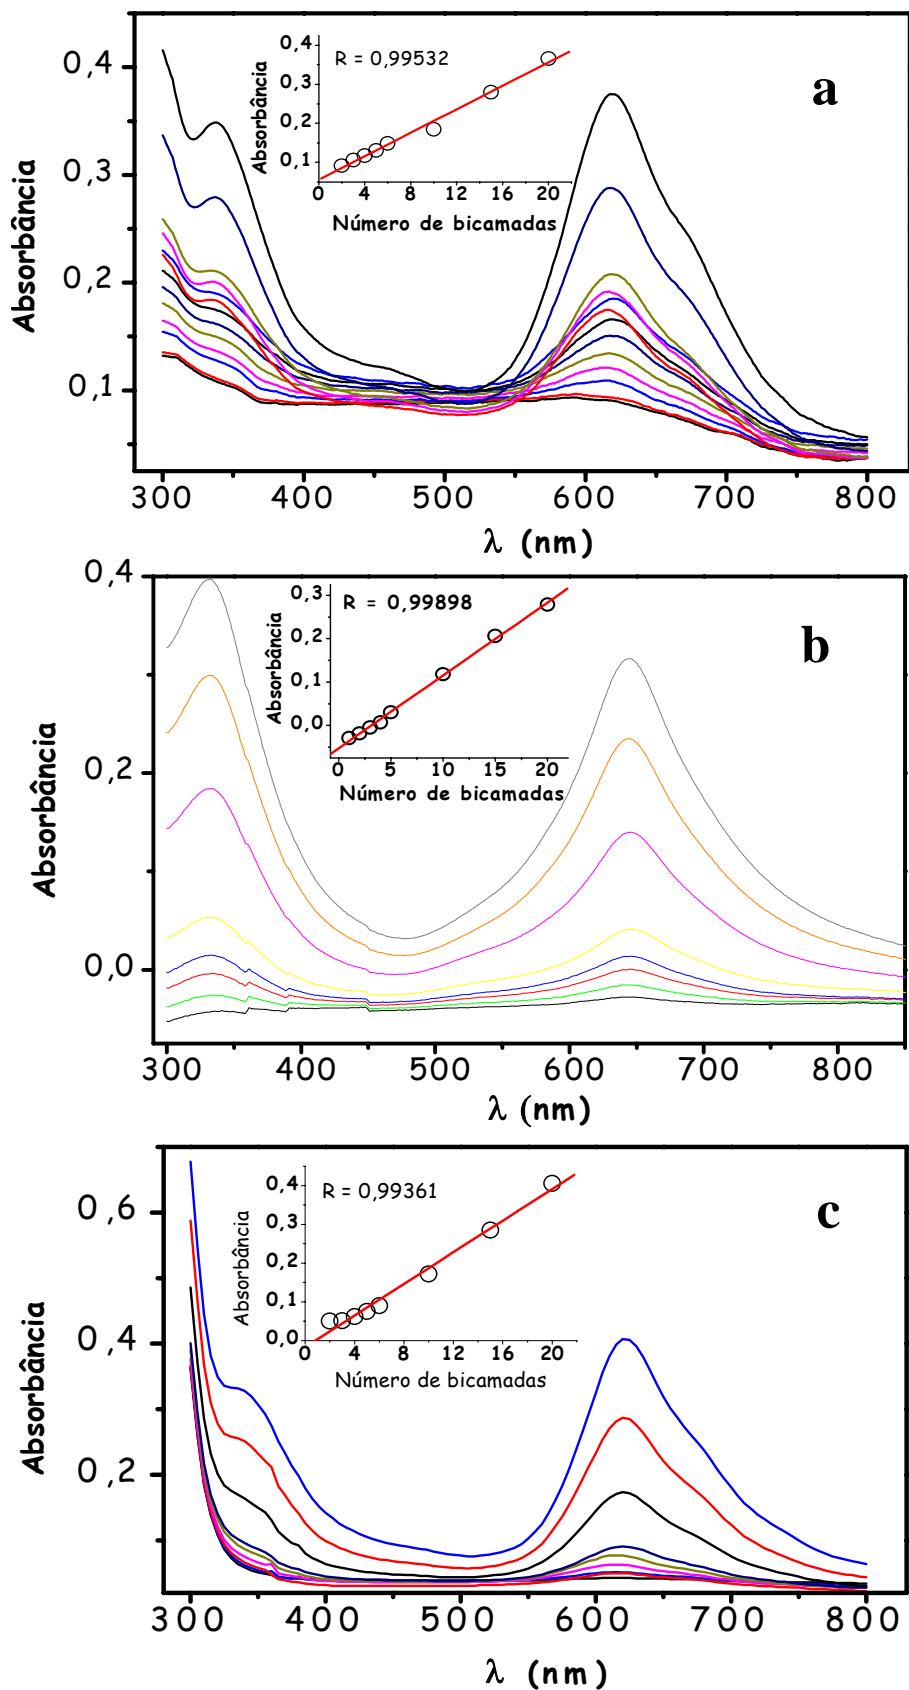 a
R = 0,99532
Absorbância
0,4
0,3
0,2
0,1
0 4 8 12 16 20
Número de bicamadas
Absorbância
0,4
0,3
0,2
0,1
300 400 500 600 700 800
λ (nm)
b
R = 0,99898
Absorbância
0,3
0,2
0,1
0,0
0 5 10 15 20
Número de bicamadas
Absorbância
0,4
0,2
0,0
300 400 500 600 700 800
λ (nm)
c
R = 0,99361
Absorbância
0,4
0,3
0,2
0,1
0,0
0 4 8 12 16 20
Número de bicamadas
Absorbância
0,6
0,4
0,2
300 400 500 600 700 800
λ (nm)